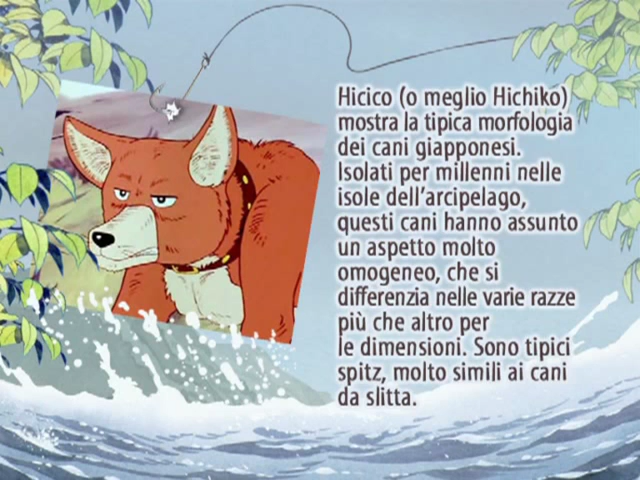 Hicico (o meglio Hichiko)
mostra la tipica morfologia
dei cani giapponesi.
Isolati per millenni nelle
isole dell'arcipelago,
questi cani hanno assunto
un aspetto molto
omogeneo, che si
differenzia nelle varie razze
più che altro per
le dimensioni. Sono tipici
spitz, molto simili ai cani
da slitta.